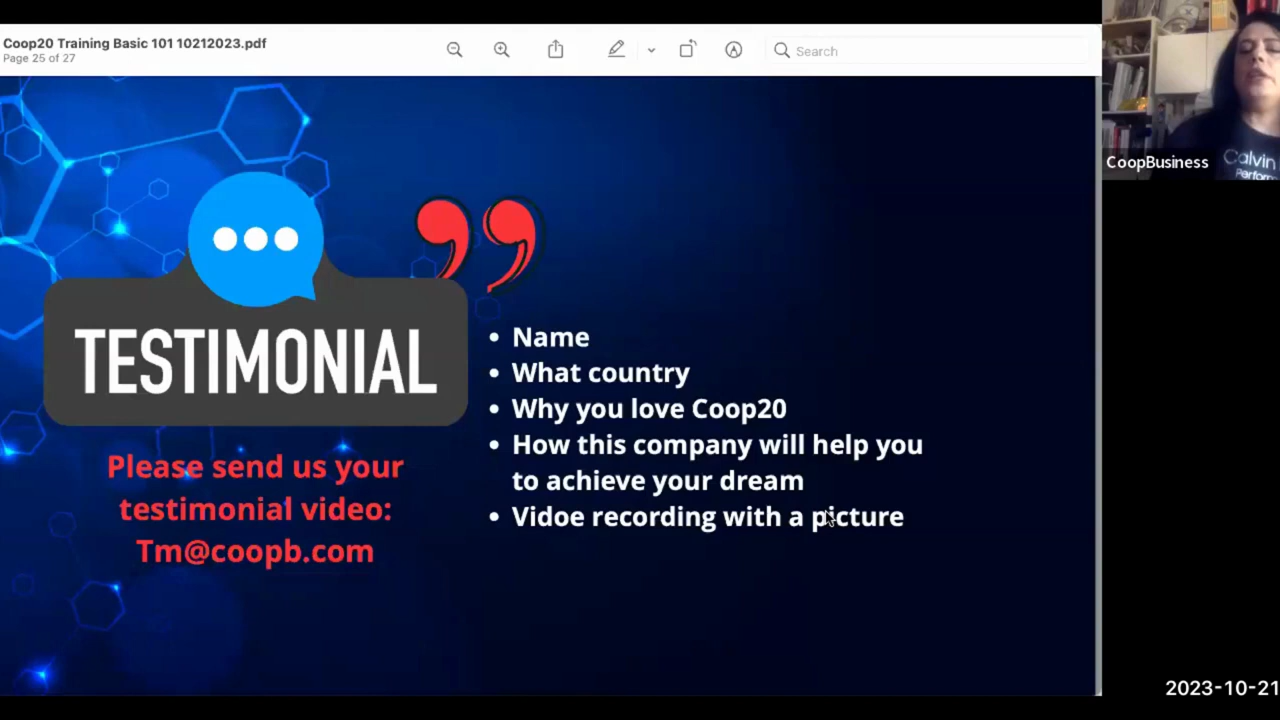 Coop20 Training Basic 101 10212023.pdf
Page 25 of 27
Search
CoopBusiness
Calvin
Perform
TESTIMONIAL
Please send us your
testimonial video:
Tm@coopb.com
Name
What country
Why you love Coop20
How this company will help you
to achieve your dream
Vidoe recording with a picture
2023-10-21